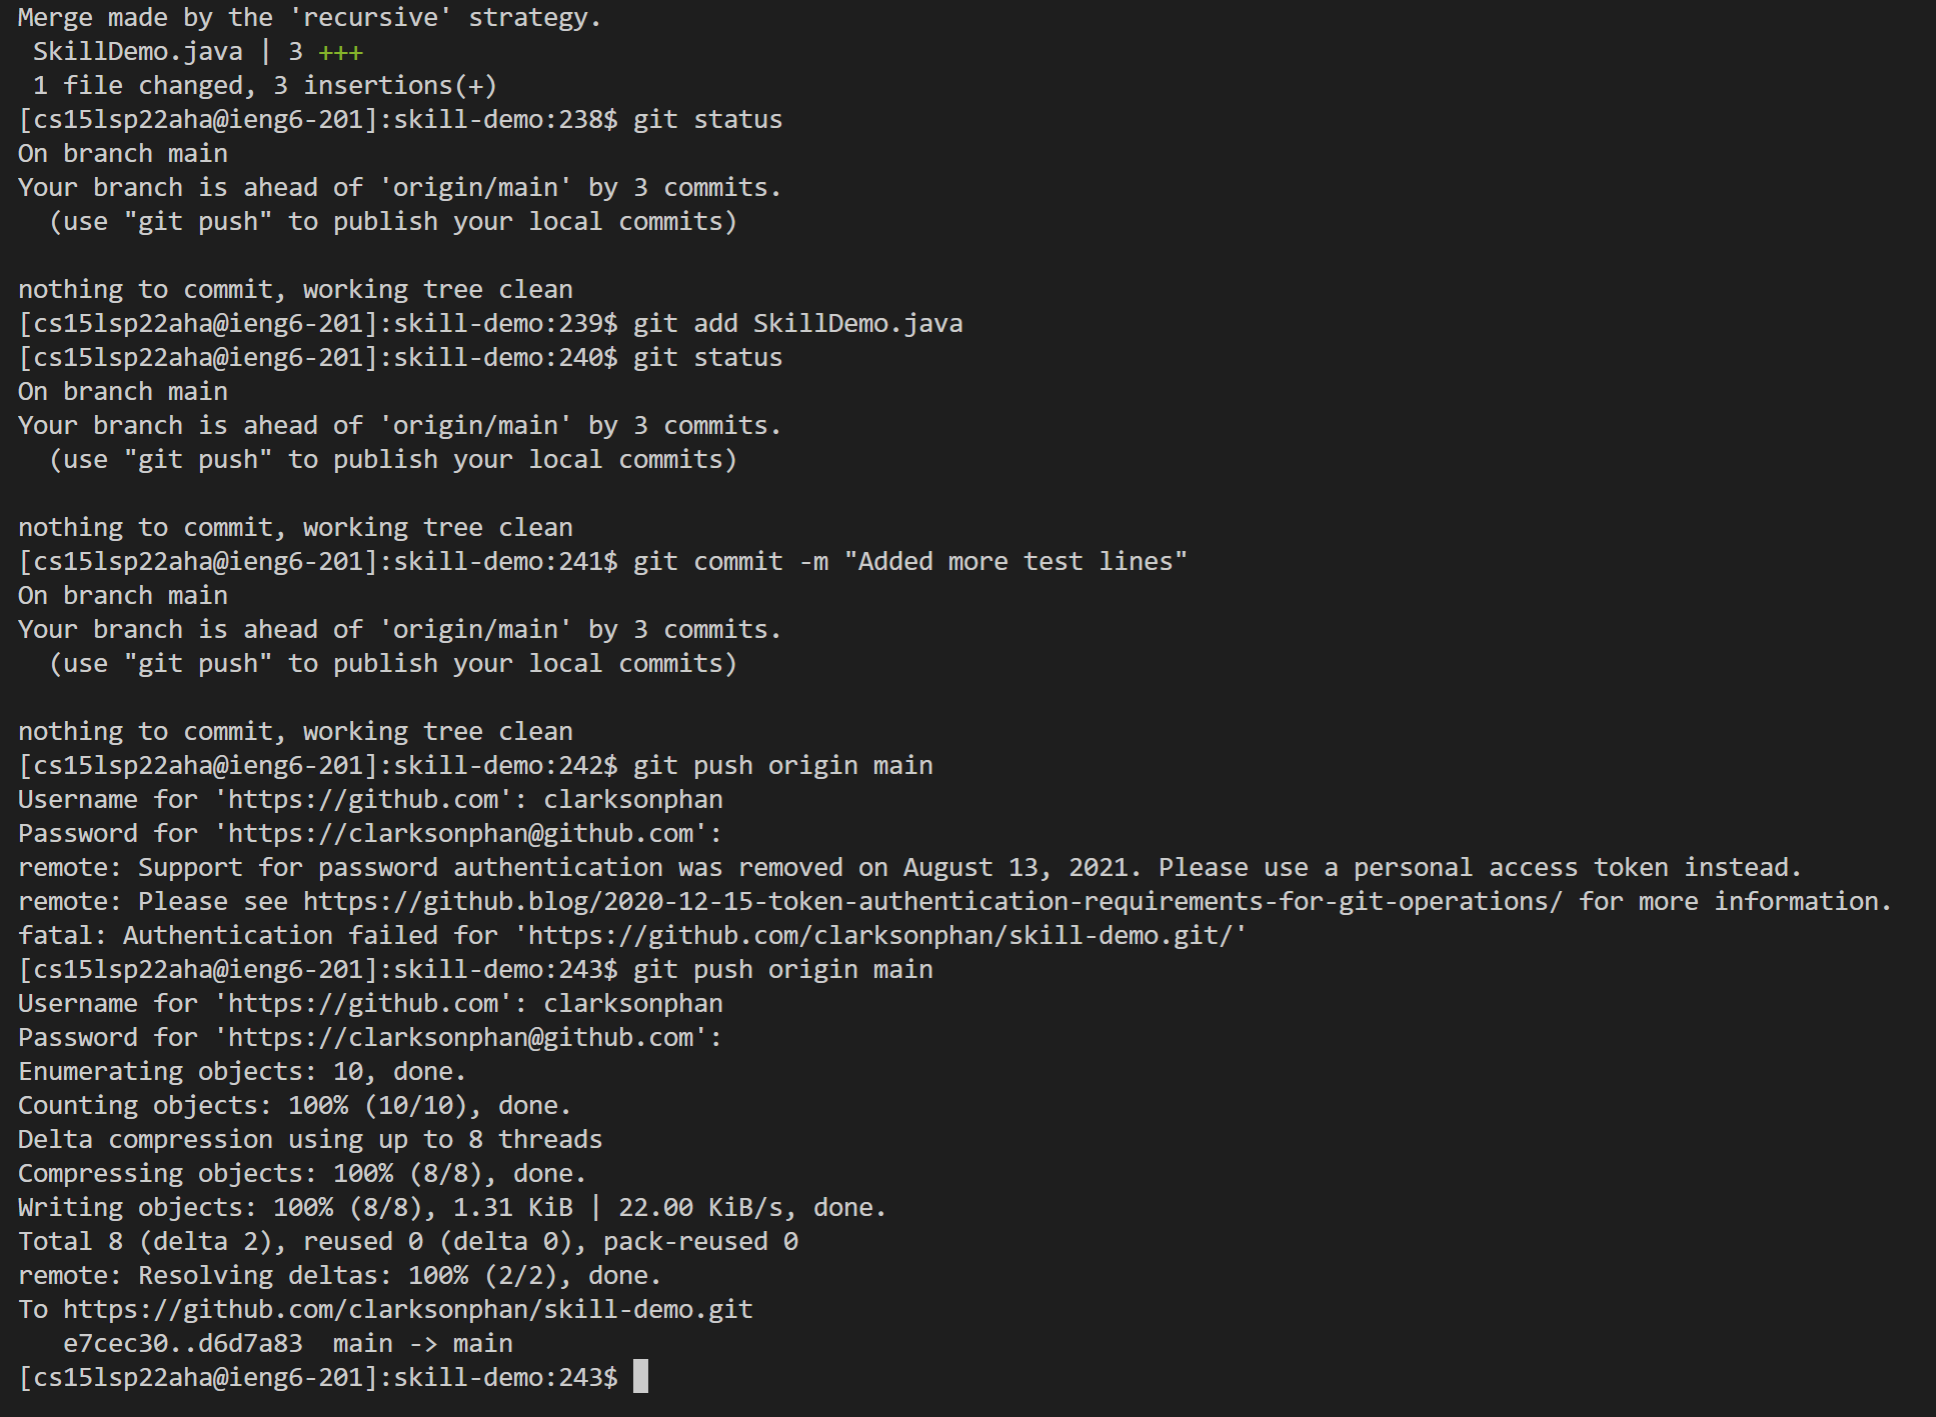 Merge made by the 'recursive' strategy.
 SkillDemo.java | 3 +++
 1 file changed, 3 insertions(+)
[cs15lsp22aha@ieng6-201]:skill-demo:238$ git status
On branch main
Your branch is ahead of 'origin/main' by 3 commits.
  (use "git push" to publish your local commits)

nothing to commit, working tree clean
[cs15lsp22aha@ieng6-201]:skill-demo:239$ git add SkillDemo.java
[cs15lsp22aha@ieng6-201]:skill-demo:240$ git status
On branch main
Your branch is ahead of 'origin/main' by 3 commits.
  (use "git push" to publish your local commits)

nothing to commit, working tree clean
[cs15lsp22aha@ieng6-201]:skill-demo:241$ git commit -m "Added more test lines"
On branch main
Your branch is ahead of 'origin/main' by 3 commits.
  (use "git push" to publish your local commits)

nothing to commit, working tree clean
[cs15lsp22aha@ieng6-201]:skill-demo:242$ git push origin main
Username for 'https://github.com': clarksonphan
Password for 'https://clarksonphan@github.com':
remote: Support for password authentication was removed on August 13, 2021. Please use a personal access token instead.
remote: Please see https://github.blog/2020-12-15-token-authentication-requirements-for-git-operations/ for more information.
fatal: Authentication failed for 'https://github.com/clarksonphan/skill-demo.git/'
[cs15lsp22aha@ieng6-201]:skill-demo:243$ git push origin main
Username for 'https://github.com': clarksonphan
Password for 'https://clarksonphan@github.com':
Enumerating objects: 10, done.
Counting objects: 100% (10/10), done.
Delta compression using up to 8 threads
Compressing objects: 100% (8/8), done.
Writing objects: 100% (8/8), 1.31 KiB | 22.00 KiB/s, done.
Total 8 (delta 2), reused 0 (delta 0), pack-reused 0
remote: Resolving deltas: 100% (2/2), done.
To https://github.com/clarksonphan/skill-demo.git
   e7cec30..d6d7a83  main -> main
[cs15lsp22aha@ieng6-201]:skill-demo:243$